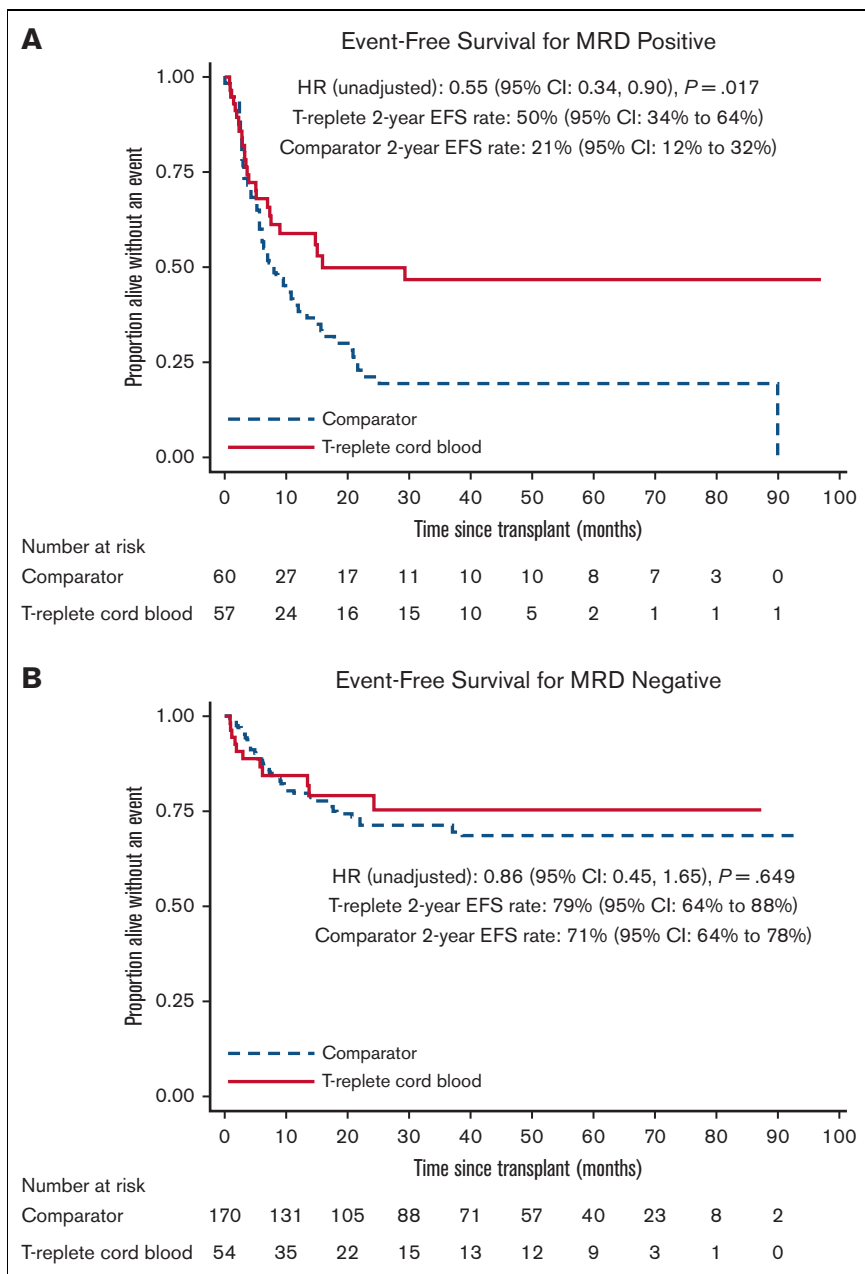 A
Event-Free Survival for MRD Positive
HR (unadjusted): 0.55 (95% CI: 0.34, 0.90), P = .017
T-replete 2-year EFS rate: 50% (95% CI: 34% to 64%)
Comparator 2-year EFS rate: 21% (95% CI: 12% to 32%)
Proportion alive without an event
1.00
0.75
0.50
0.25
0.00
Comparator
T-replete cord blood
0 10 20 30 40 50 60 70 80 90 100
Time since transplant (months)
Number at risk
Comparator 60 27 17 11 10 10 8 7 3 0
T-replete cord blood 57 24 16 15 10 5 2 1 1 1
B
Event-Free Survival for MRD Negative
Proportion alive without an event
1.00
0.75
0.50
0.25
0.00
HR (unadjusted): 0.86 (95% CI: 0.45, 1.65), P = .649
T-replete 2-year EFS rate: 79% (95% CI: 64% to 88%)
Comparator 2-year EFS rate: 71% (95% CI: 64% to 78%)
Comparator
T-replete cord blood
0 10 20 30 40 50 60 70 80 90 100
Time since transplant (months)
Number at risk
Comparator 170 131 105 88 71 57 40 23 8 2
T-replete cord blood 54 35 22 15 13 12 9 3 1 0